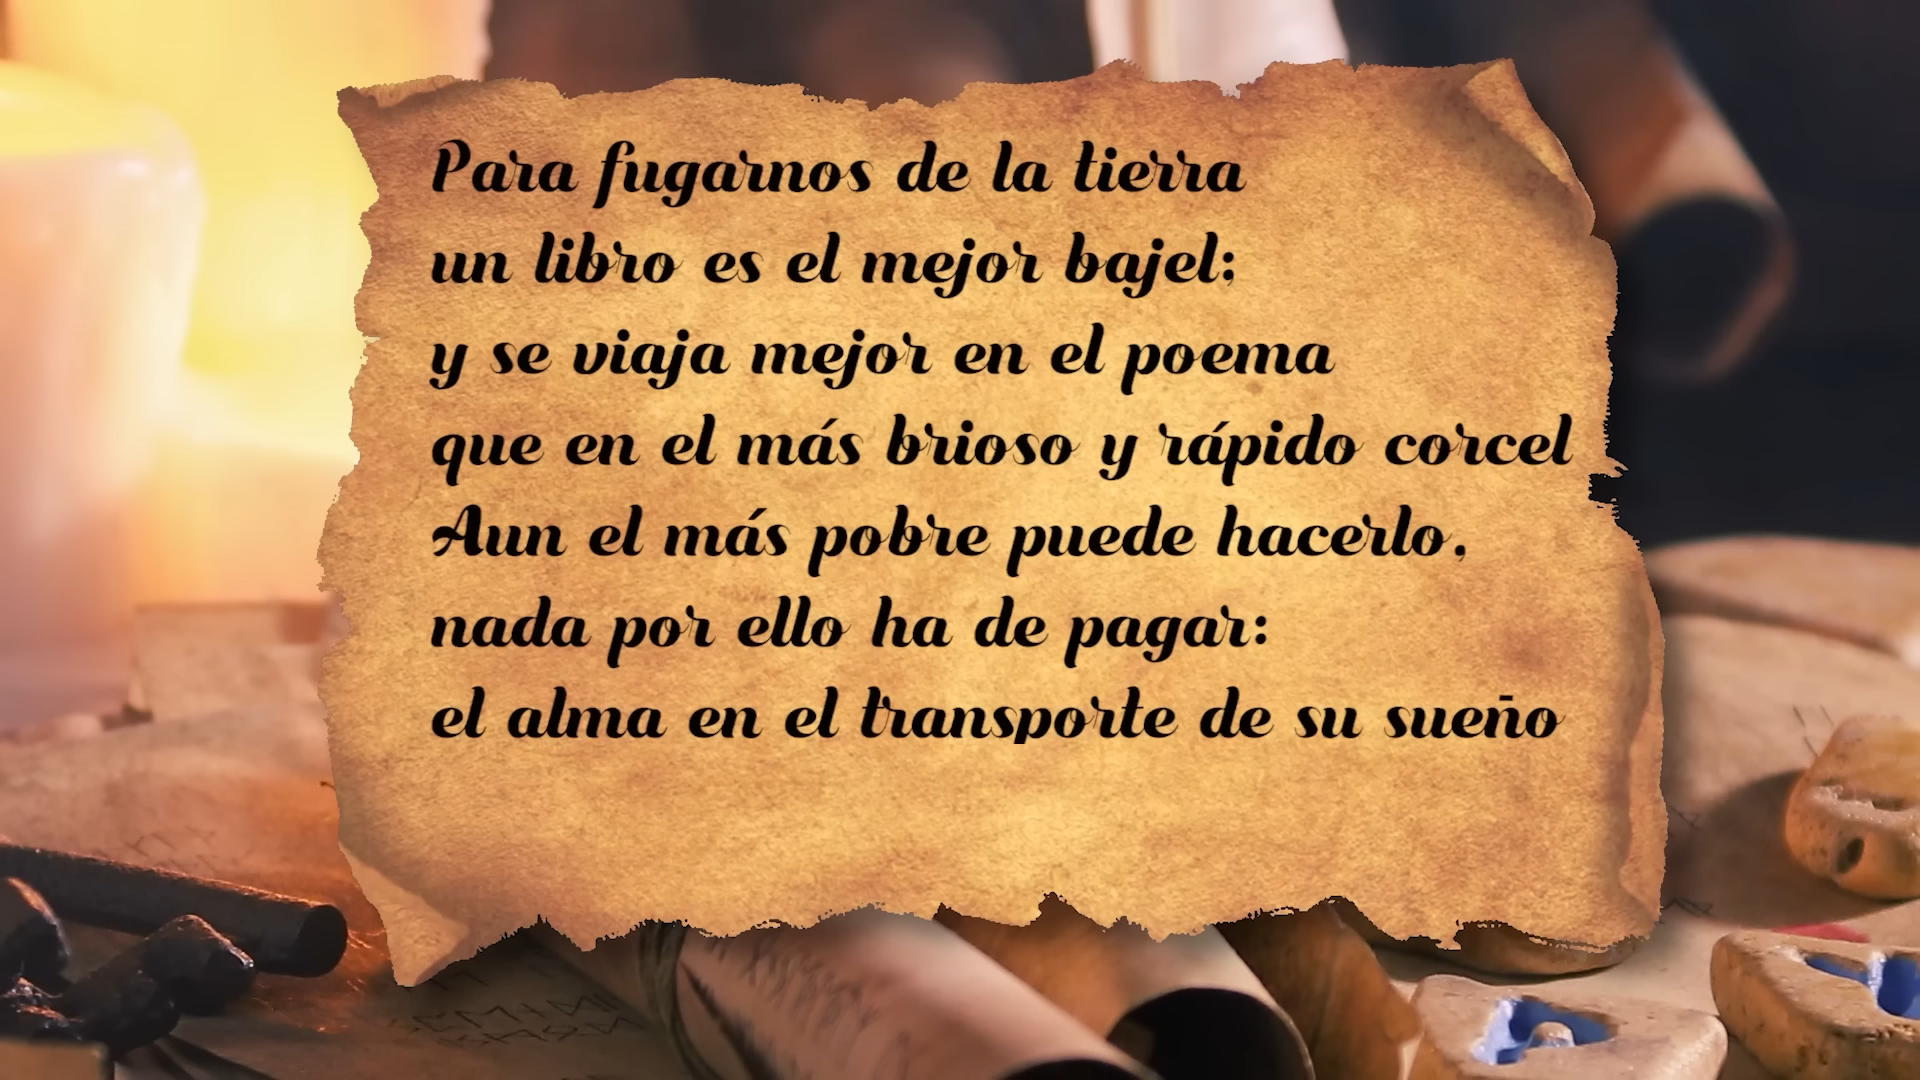 Para fugarnos de la tierra
un libro es el mejor bajel;
y se viaja mejor en el poema
que en el más brioso y rápido corcel
Aun el más pobre puede hacerlo,
nada por ello ha de pagar:
el alma en el transporte de su sueño